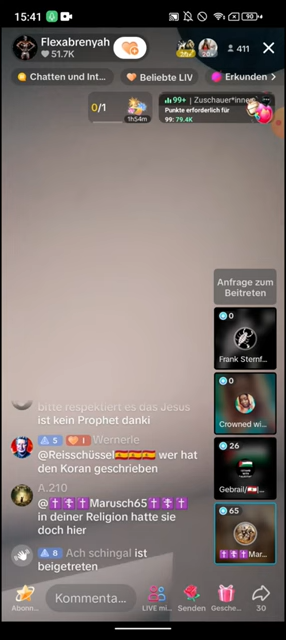 15:41
90
Flexabrenyah
51.7K
411
Chatten und Int...
Beliebte LIV
Erkunden
0/1
1h54m
99+ | Zuschauer*innen
Punkte erforderlich für
99: 79.4K
Anfrage zum
Beitreten
0
Frank Sternf...
0
Crowned wi...
26
Gebrail/
65
Mar...
bitte respektiert es das Jesus
ist kein Prophet danki
5 1 Wernerle
@Reisschüssel🇪🇸🇪🇸🇪🇸 wer hat
den Koran geschrieben
A.210
@✝️☦️✝️Marusch65✝️☦️✝️
in deiner Religion hatte sie
doch hier
8 Ach schingal ist
beigetreten
Abonn...
Kommenta...
LIVE mi...
Senden
Gesche...
30